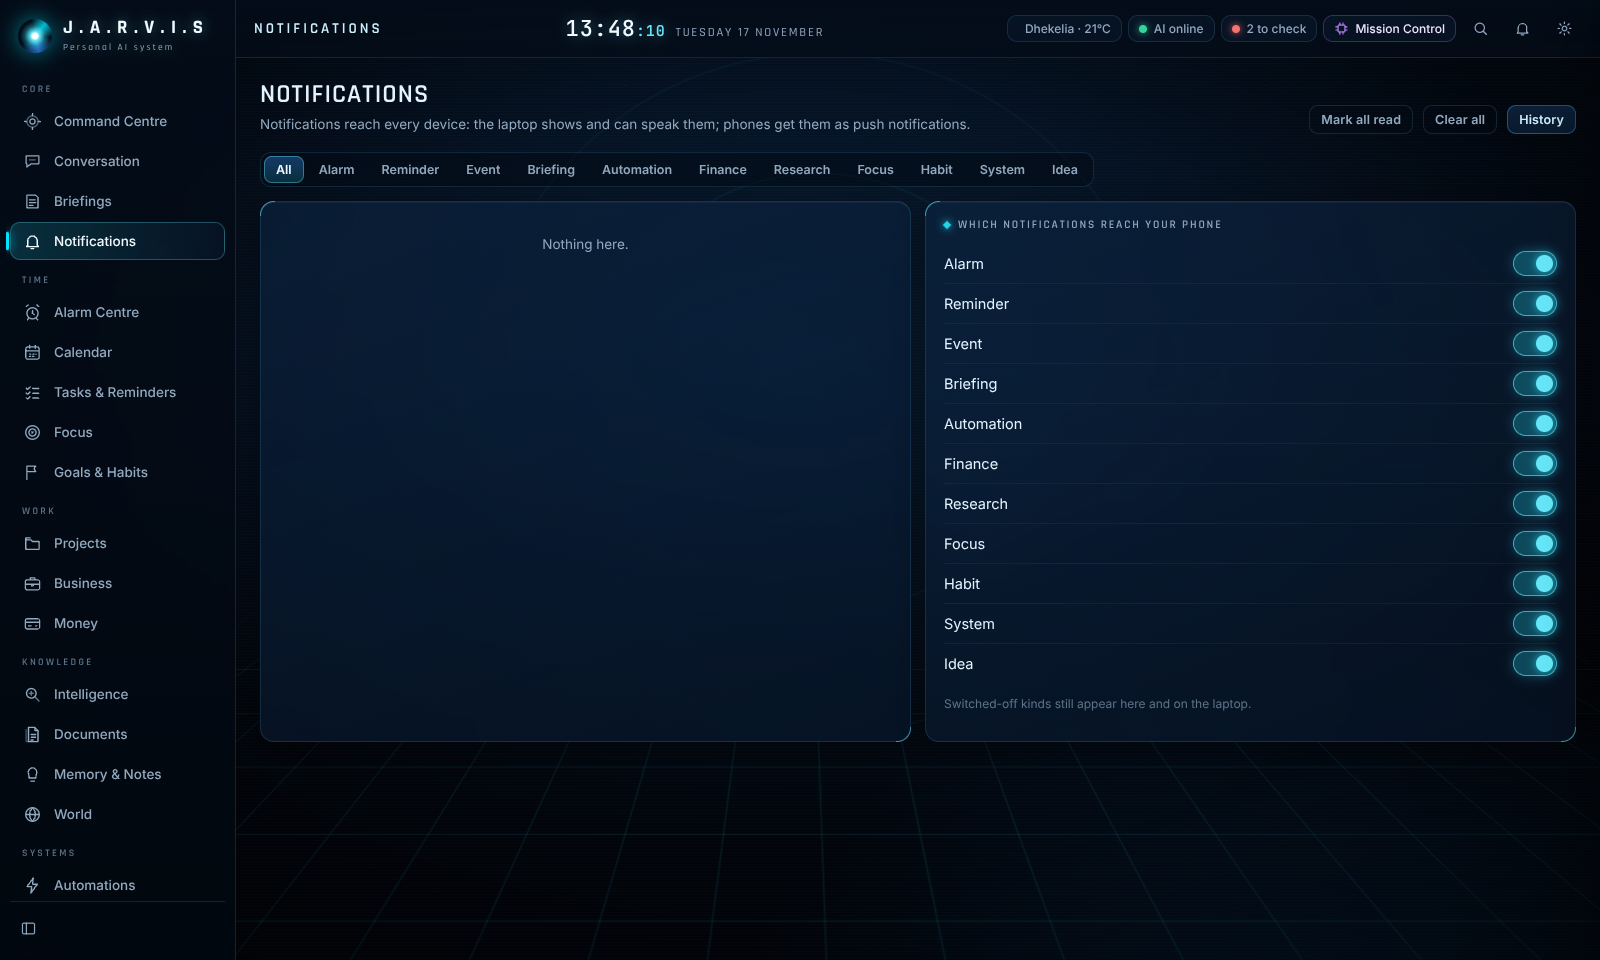 J.A.R.V.I.S
Personal AI system
CORE
Command Centre
Conversation
Briefings
Notifications
TIME
Alarm Centre
Calendar
Tasks & Reminders
Focus
Goals & Habits
WORK
Projects
Business
Money
KNOWLEDGE
Intelligence
Documents
Memory & Notes
World
SYSTEMS
Automations
NOTIFICATIONS
13:48:10 TUESDAY 17 NOVEMBER
Dhekelia · 21°C
AI online
2 to check
Mission Control
NOTIFICATIONS
Notifications reach every device: the laptop shows and can speak them; phones get them as push notifications.
Mark all read
Clear all
History
All Alarm Reminder Event Briefing Automation Finance Research Focus Habit System Idea
Nothing here.
WHICH NOTIFICATIONS REACH YOUR PHONE
Alarm
Reminder
Event
Briefing
Automation
Finance
Research
Focus
Habit
System
Idea
Switched-off kinds still appear here and on the laptop.